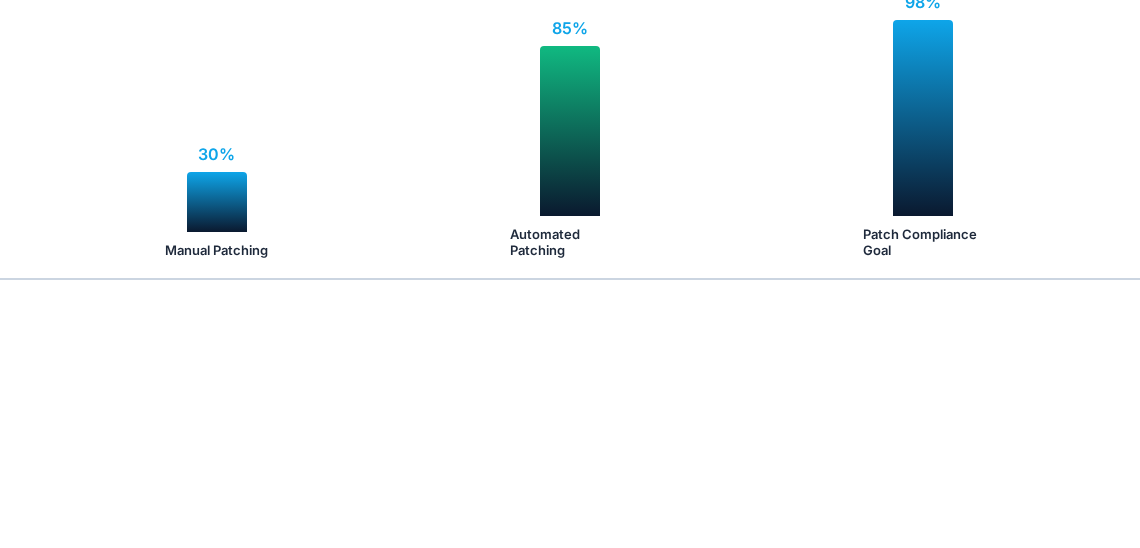 98%
85%
30%
Manual Patching
Automated
Patching
Patch Compliance
Goal